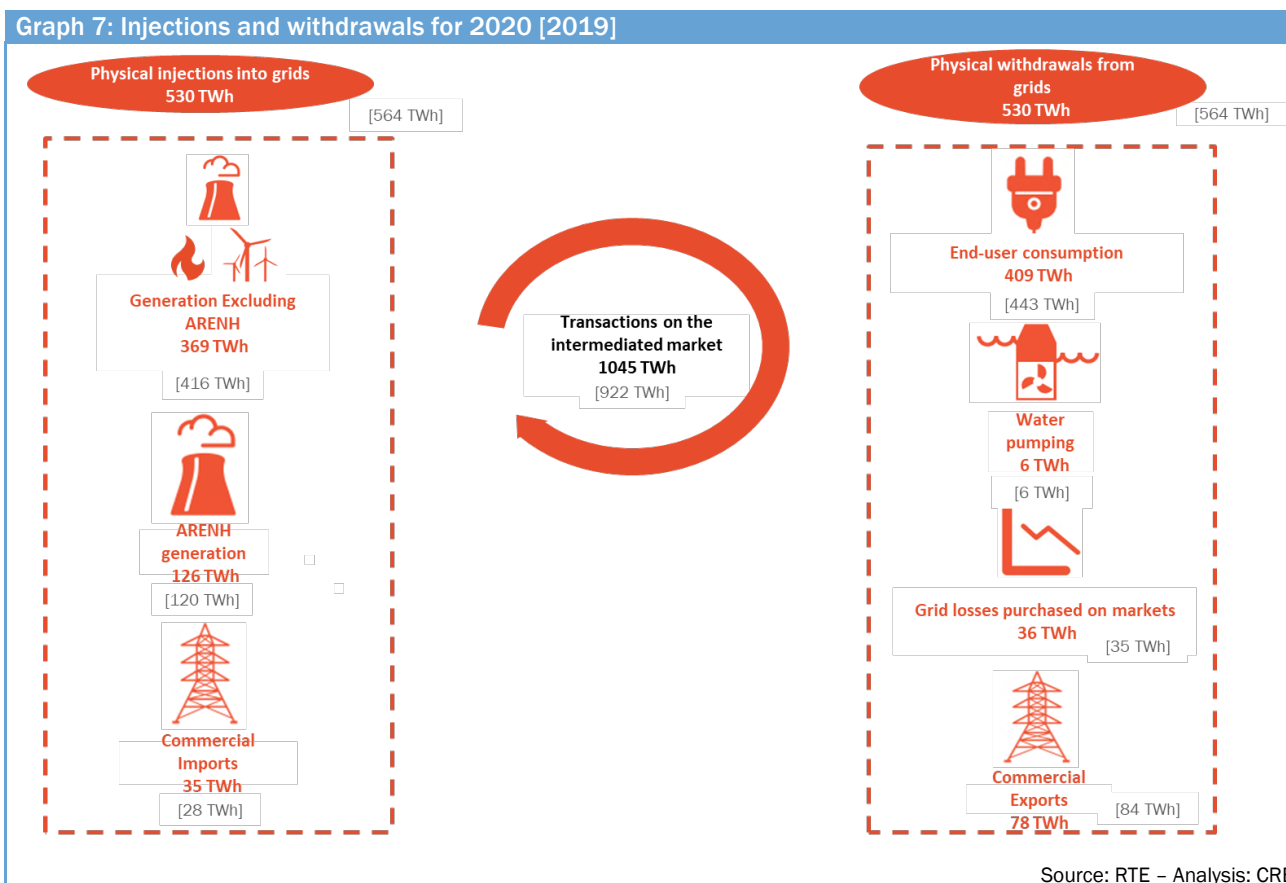 Graph 7: Injections and withdrawals for 2020 [2019]
Physical injections into grids
530 TWh
[564 TWh]
Generation Excluding
ARENH
369 TWh
[416 TWh]
ARENH
generation
126 TWh
[120 TWh]
Commercial
Imports
35 TWh
[28 TWh]
Transactions on the
intermediated market
1045 TWh
[922 TWh]
Physical withdrawals from
grids
530 TWh
[564 TWh]
End-user consumption
409 TWh
[443 TWh]
Water
pumping
6 TWh
[6 TWh]
Grid losses purchased on markets
36 TWh
[35 TWh]
Commercial
Exports
78 TWh
[84 TWh]
Source: RTE – Analysis: